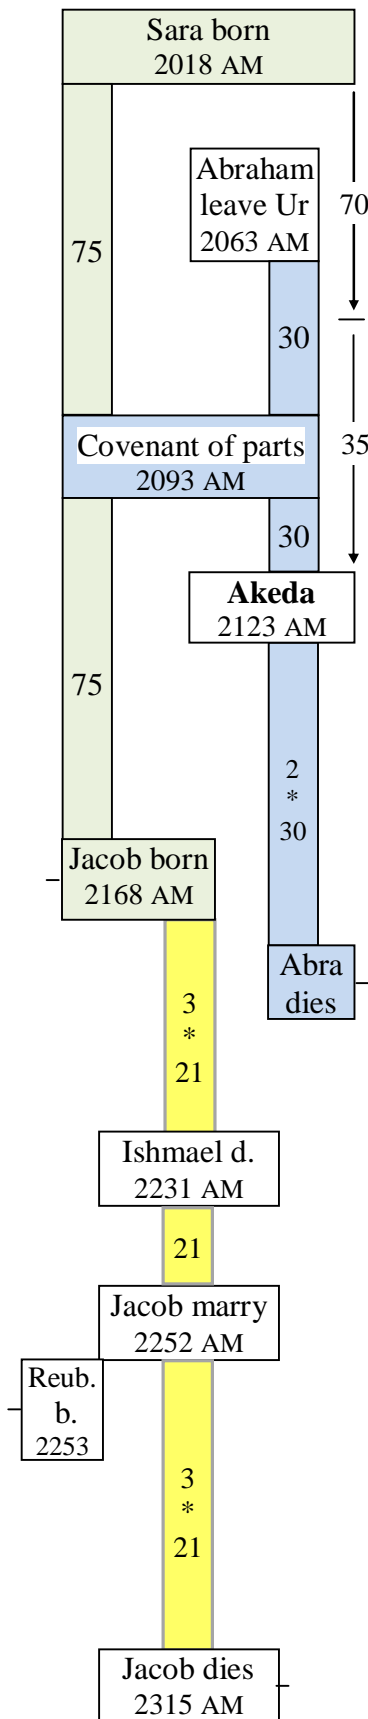 Sara born
2018 AM
Abraham
leave Ur
2063 AM
70
75
30
Covenant of parts
2093 AM
35
30
Akeda
2123 AM
75
2
*
30
Jacob born
2168 AM
Abra
dies
3
*
21
Ishmael d.
2231 AM
21
Jacob marry
2252 AM
Reub.
b.
2253
3
*
21
Jacob dies
2315 AM